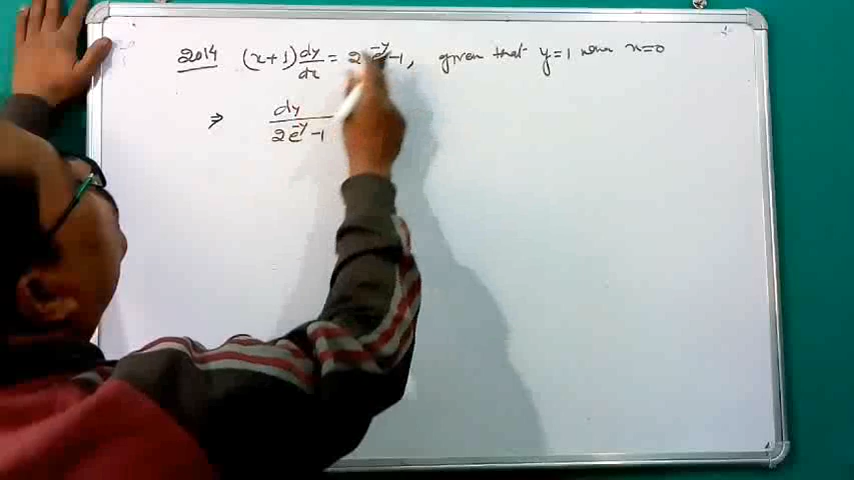 2014 (x+1) dy/dx = 2e^-y -1, given that y=1 when x=0
⇒ dy/(2e^-y -1)